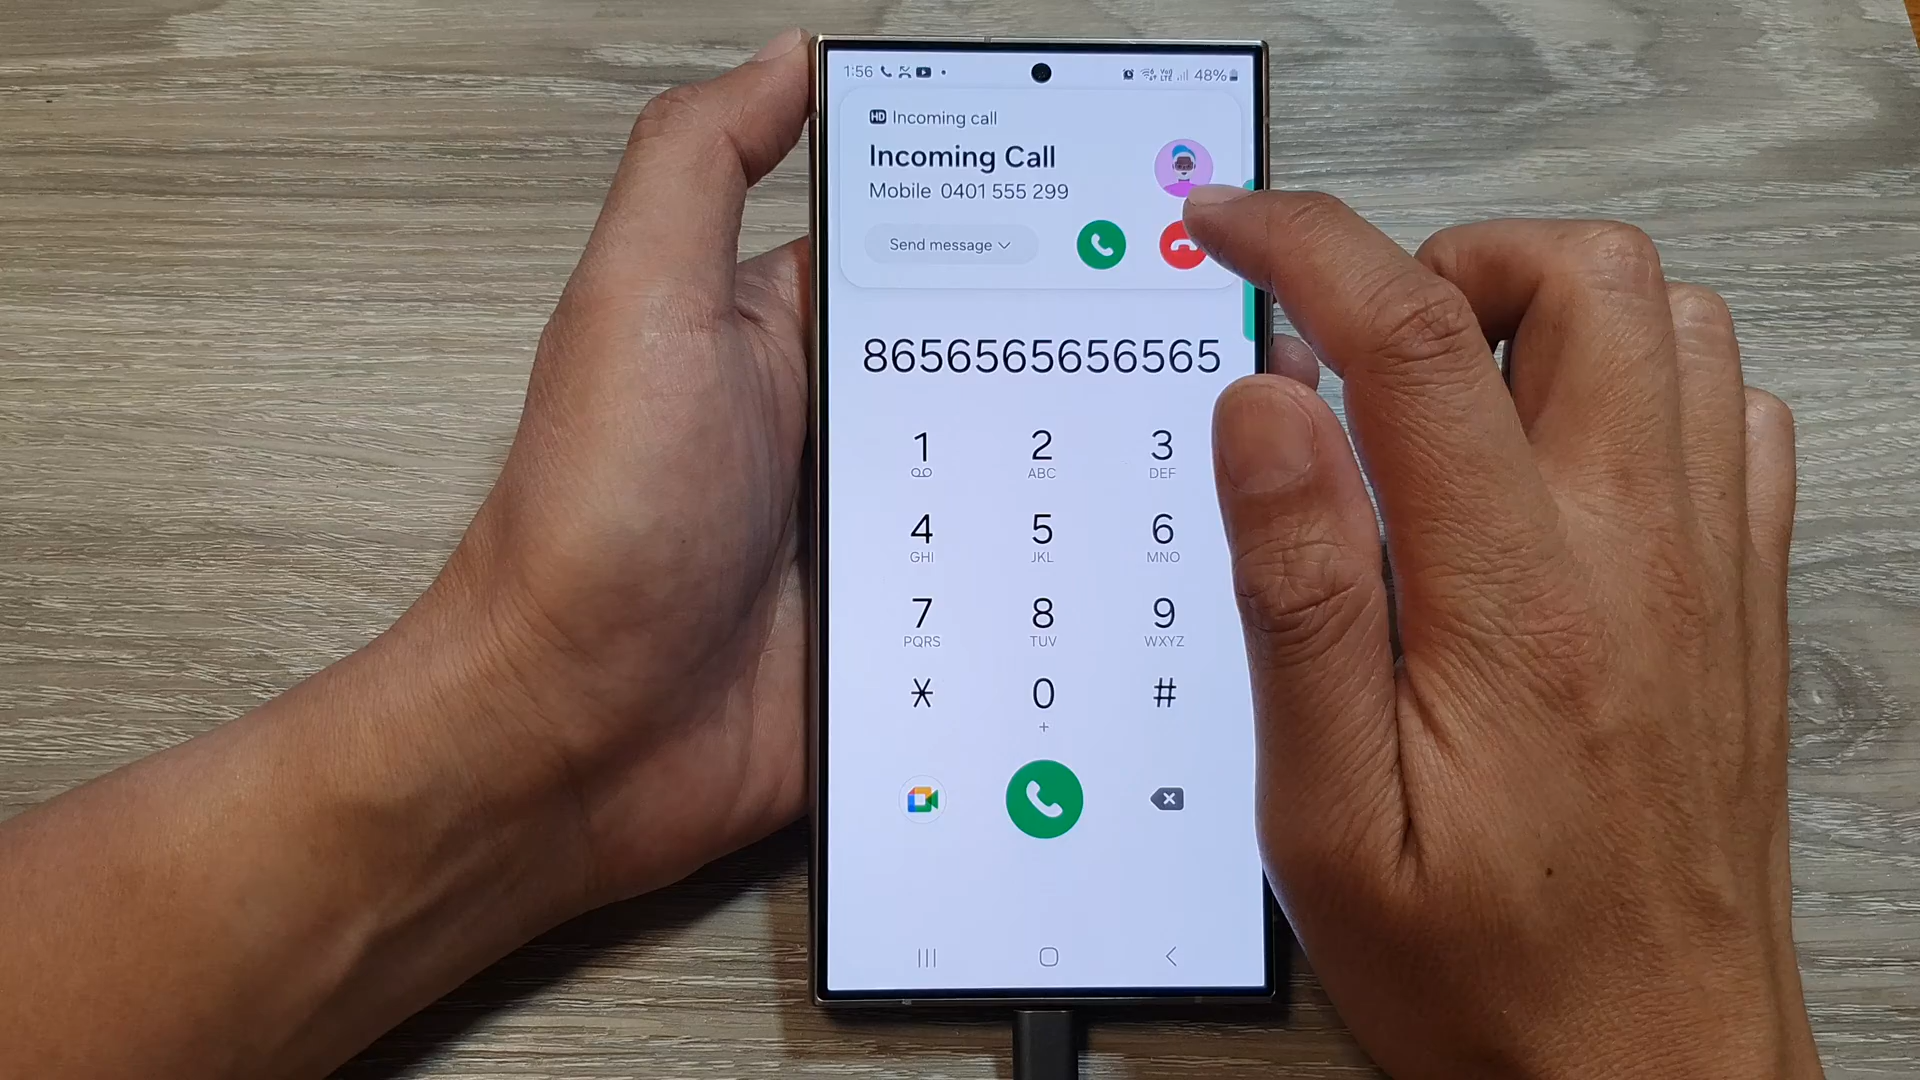 1:56 48%
HD Incoming call
Incoming Call
Mobile 0401 555 299
Send message
8656565656565
1 2 3
ABC DEF
4 5 6
GHI JKL MNO
7 8 9
PQRS TUV WXYZ
* 0 #
+